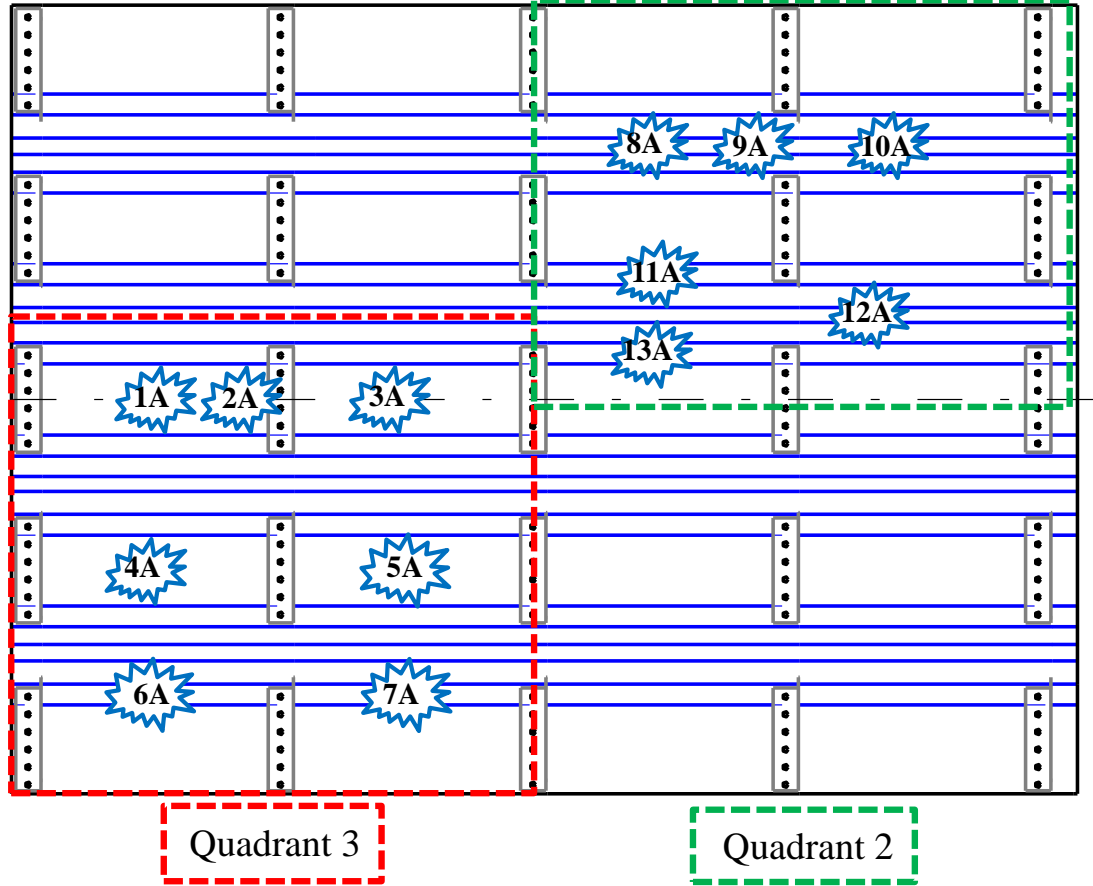 8A 9A 10A
11A
12A
13A
1A 2A 3A
4A 5A
6A 7A
Quadrant 3
Quadrant 2